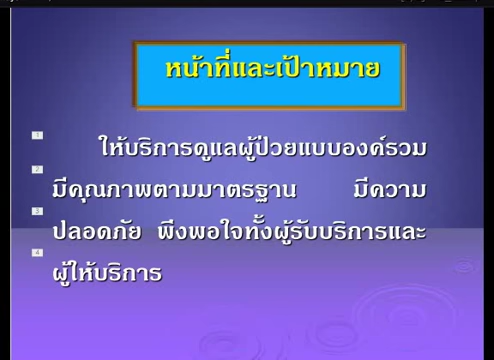 หน้าที่และเป้าหมาย
1
ให้บริการดูแลผู้ป่วยแบบองค์รวม
2
มีคุณภาพตามมาตรฐาน มีความ
3
ปลอดภัย พึงพอใจทั้งผู้รับบริการและ
4
ผู้ให้บริการ